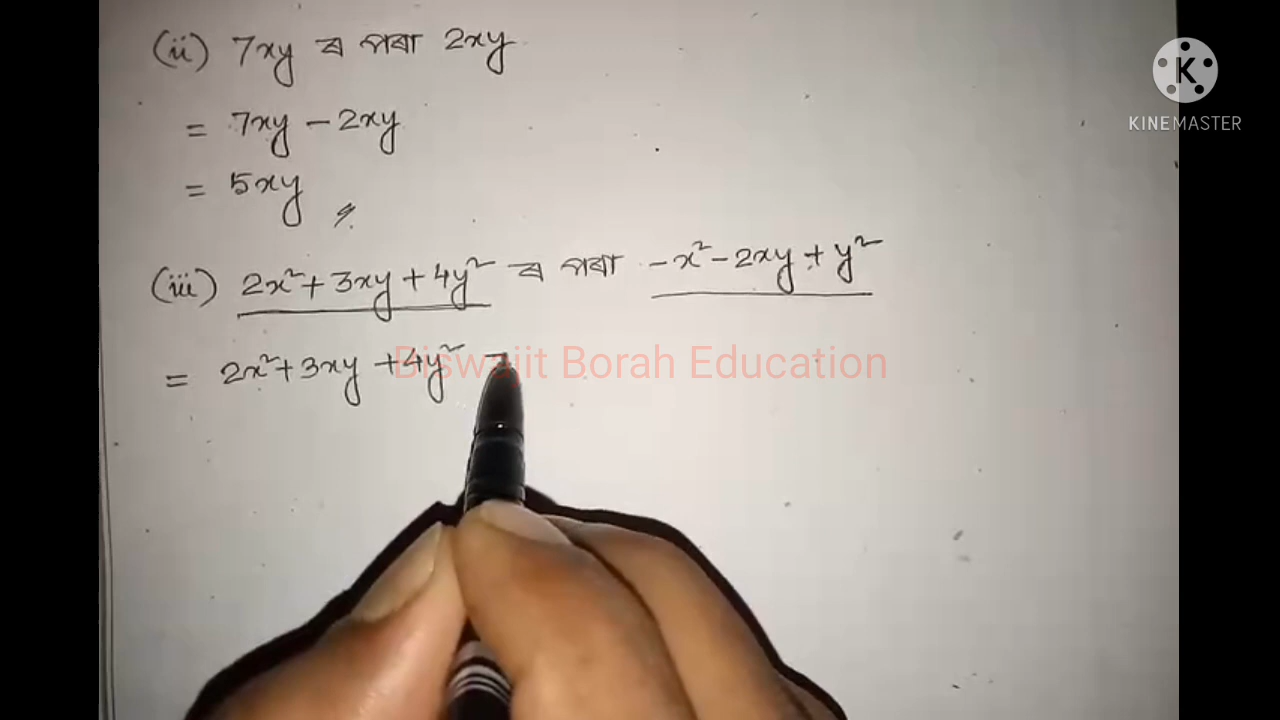 (ii) 7xy ৰ পৰা 2xy
= 7xy - 2xy
= 5xy
(iii) 2x²+ 3xy + 4y² ৰ পৰা -x² - 2xy + y²
= 2x²+ 3xy + 4y² -
Biswajit Borah Education
K
KINEMASTER